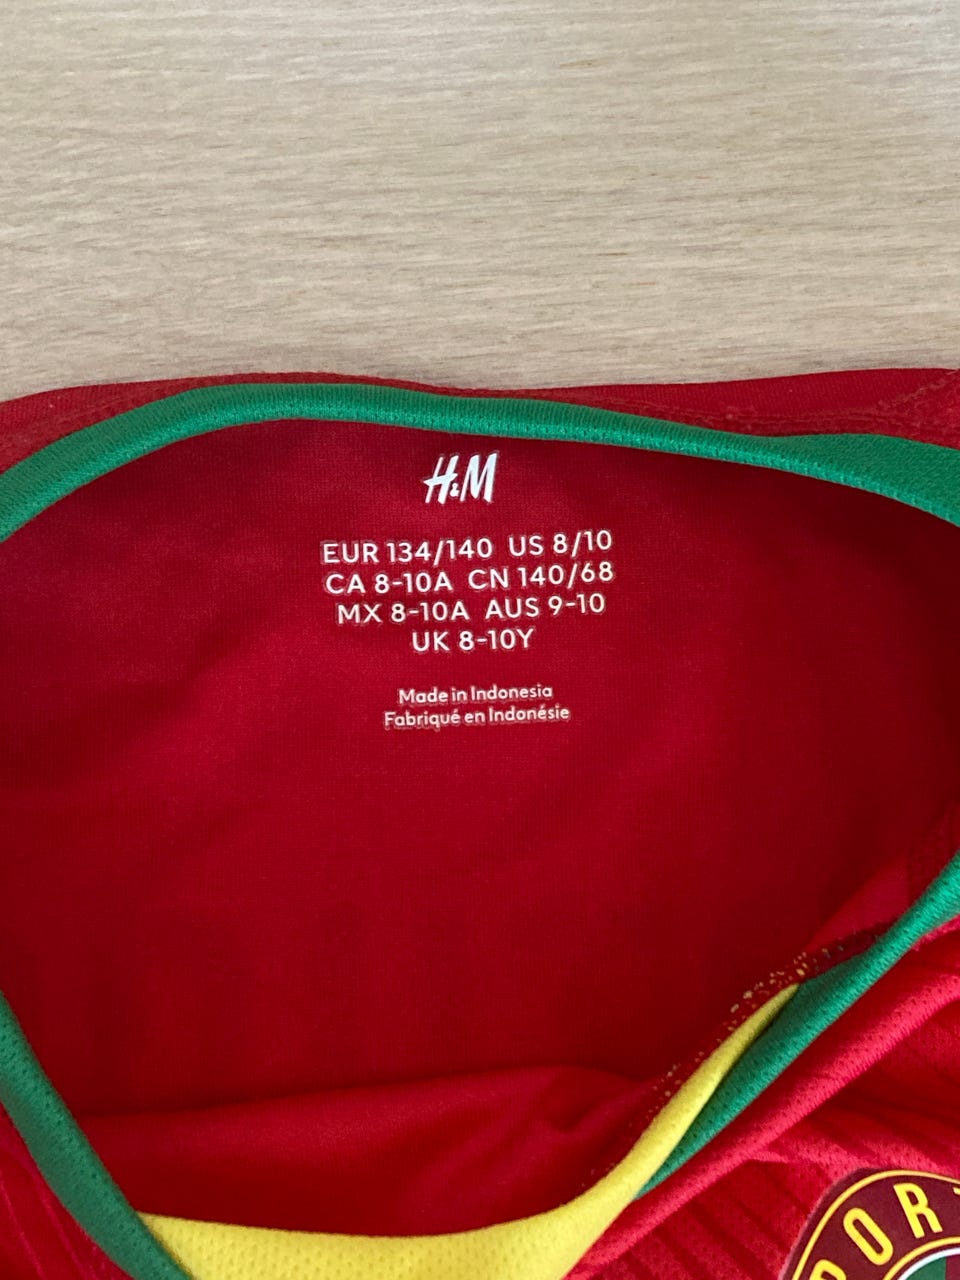 H&M
EUR 134/140 US 8/10
CA 8-10A CN 140/68
MX 8-10A AUS 9-10
UK 8-10Y
Made in Indonesia
Fabriqué en Indonésie